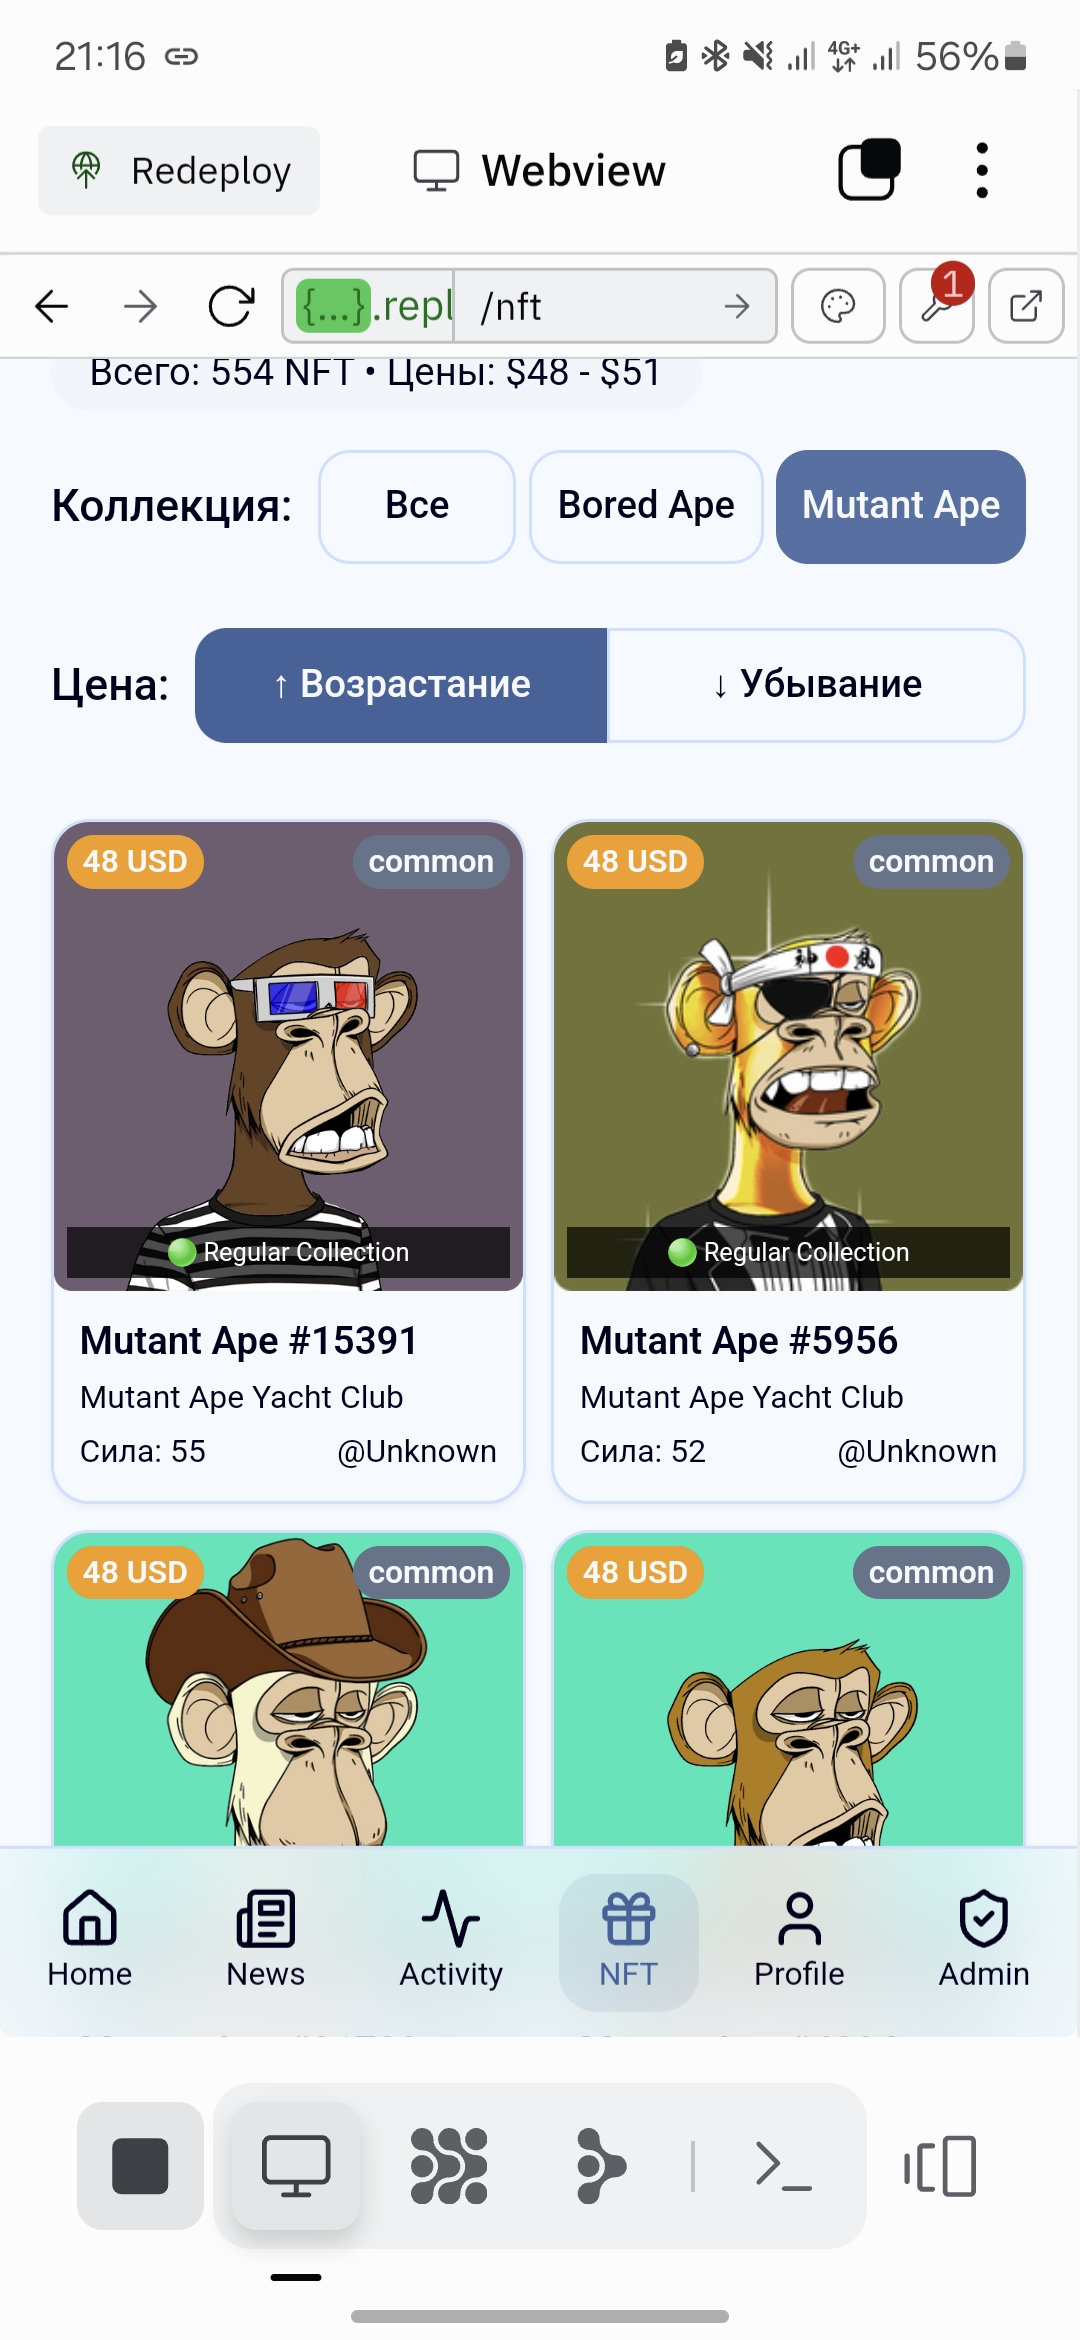 21:16 4G+ 56%
Redeploy Webview
{...}.repl /nft 1
Всего: 554 NFT • Цены: $48 - $51
Коллекция: Все Bored Ape Mutant Ape
Цена: ↑ Возрастание ↓ Убывание
48 USD common 48 USD common
神 風
Regular Collection Regular Collection
Mutant Ape #15391 Mutant Ape #5956
Mutant Ape Yacht Club Mutant Ape Yacht Club
Сила: 55 @Unknown Сила: 52 @Unknown
48 USD common 48 USD common
Home News Activity NFT Profile Admin